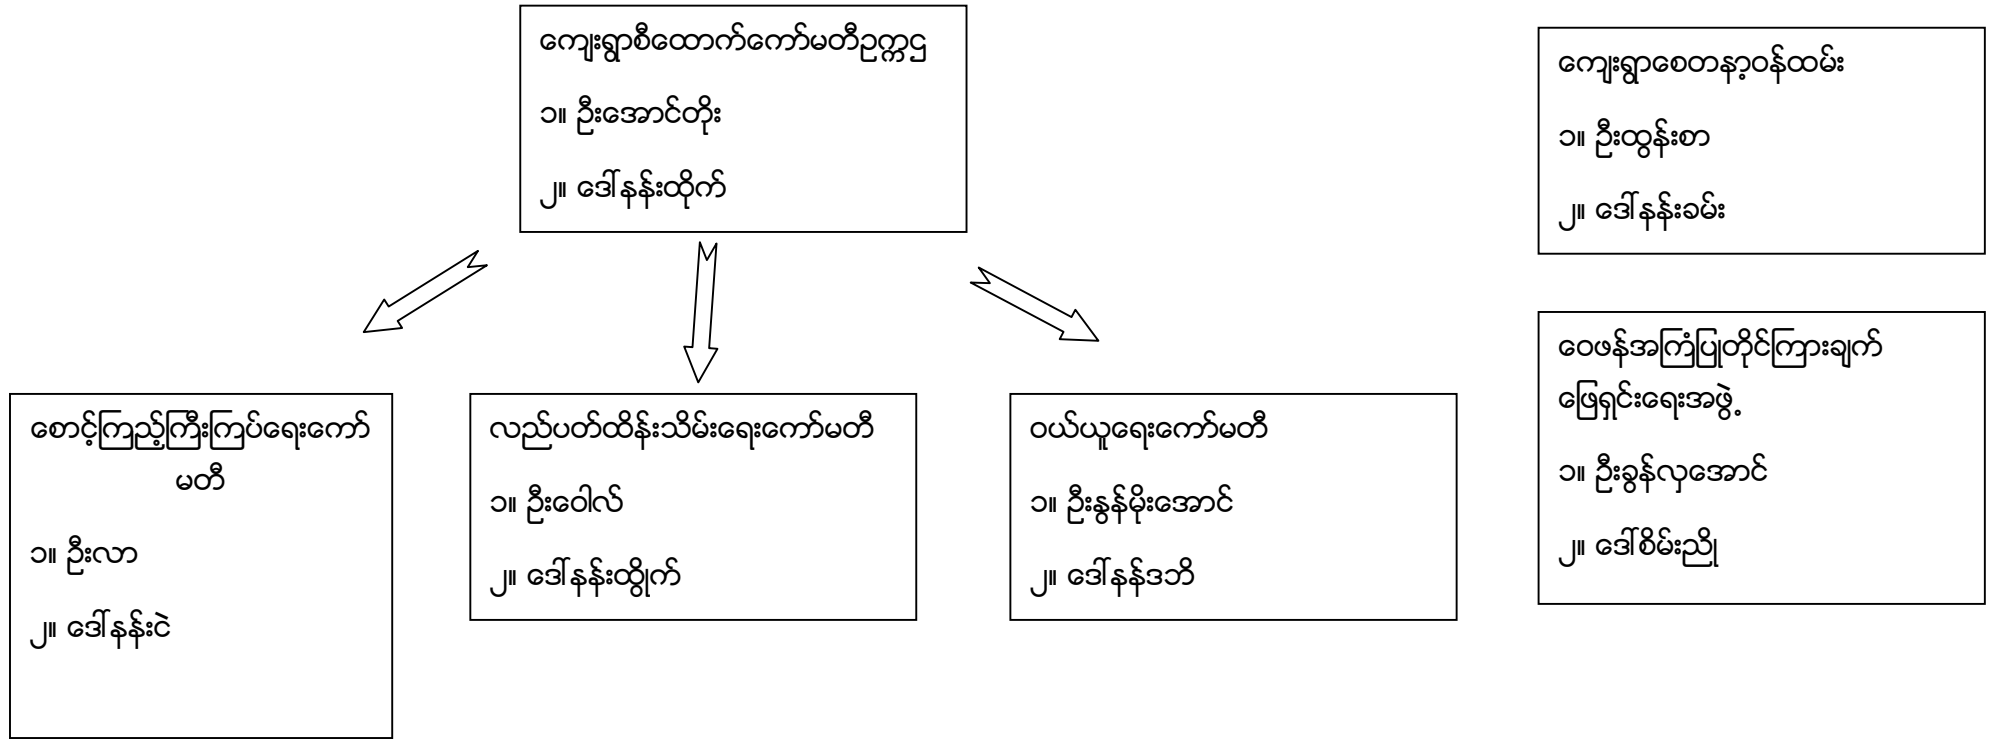 ကျေးရွာစီထောက်ကော်မတီဥက္ကဌ
၁။ ဦးအောင်တိုး
၂။ ဒေါ်နန်းထိုက်
ကျေးရွာစေတနာ့ဝန်ထမ်း
၁။ ဦးထွန်းစာ
၂။ ဒေါ်နန်းခမ်း
စောင့်ကြည့်ကြီးကြပ်ရေးကော်
မတီ
၁။ ဦးလာ
၂။ ဒေါ်နန်းငဲ
လည်ပတ်ထိန်းသိမ်းရေးကော်မတီ
၁။ ဦးဝေါလ်
၂။ ဒေါ်နန်းထွိုက်
ဝယ်ယူရေးကော်မတီ
၁။ ဦးနွန်မိုးအောင်
၂။ ဒေါ်နန်ဒဘိ
ဝေဖန်အကြံပြုတိုင်ကြားချက်
ဖြေရှင်းရေးအဖွဲ့
၁။ ဦးခွန်လှအောင်
၂။ ဒေါ်စိမ်းညို